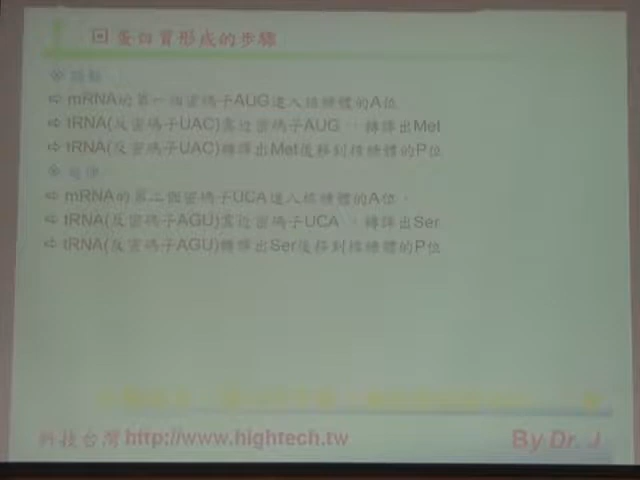 蛋白質形成的步驟
※啟動
⇨ mRNA的第一個密碼子AUG進入核糖體的A位
⇨ tRNA(反密碼子UAC)靠近密碼子AUG,轉譯出Met
⇨ tRNA(反密碼子UAC)轉譯出Met後移到核糖體的P位
※延伸
⇨ mRNA的第二個密碼子UCA進入核糖體的A位,
⇨ tRNA(反密碼子AGU)靠近密碼子UCA,轉譯出Ser
⇨ tRNA(反密碼子AGU)轉譯出Ser後移到核糖體的P位
科技台灣 http://www.hightech.tw By Dr. J